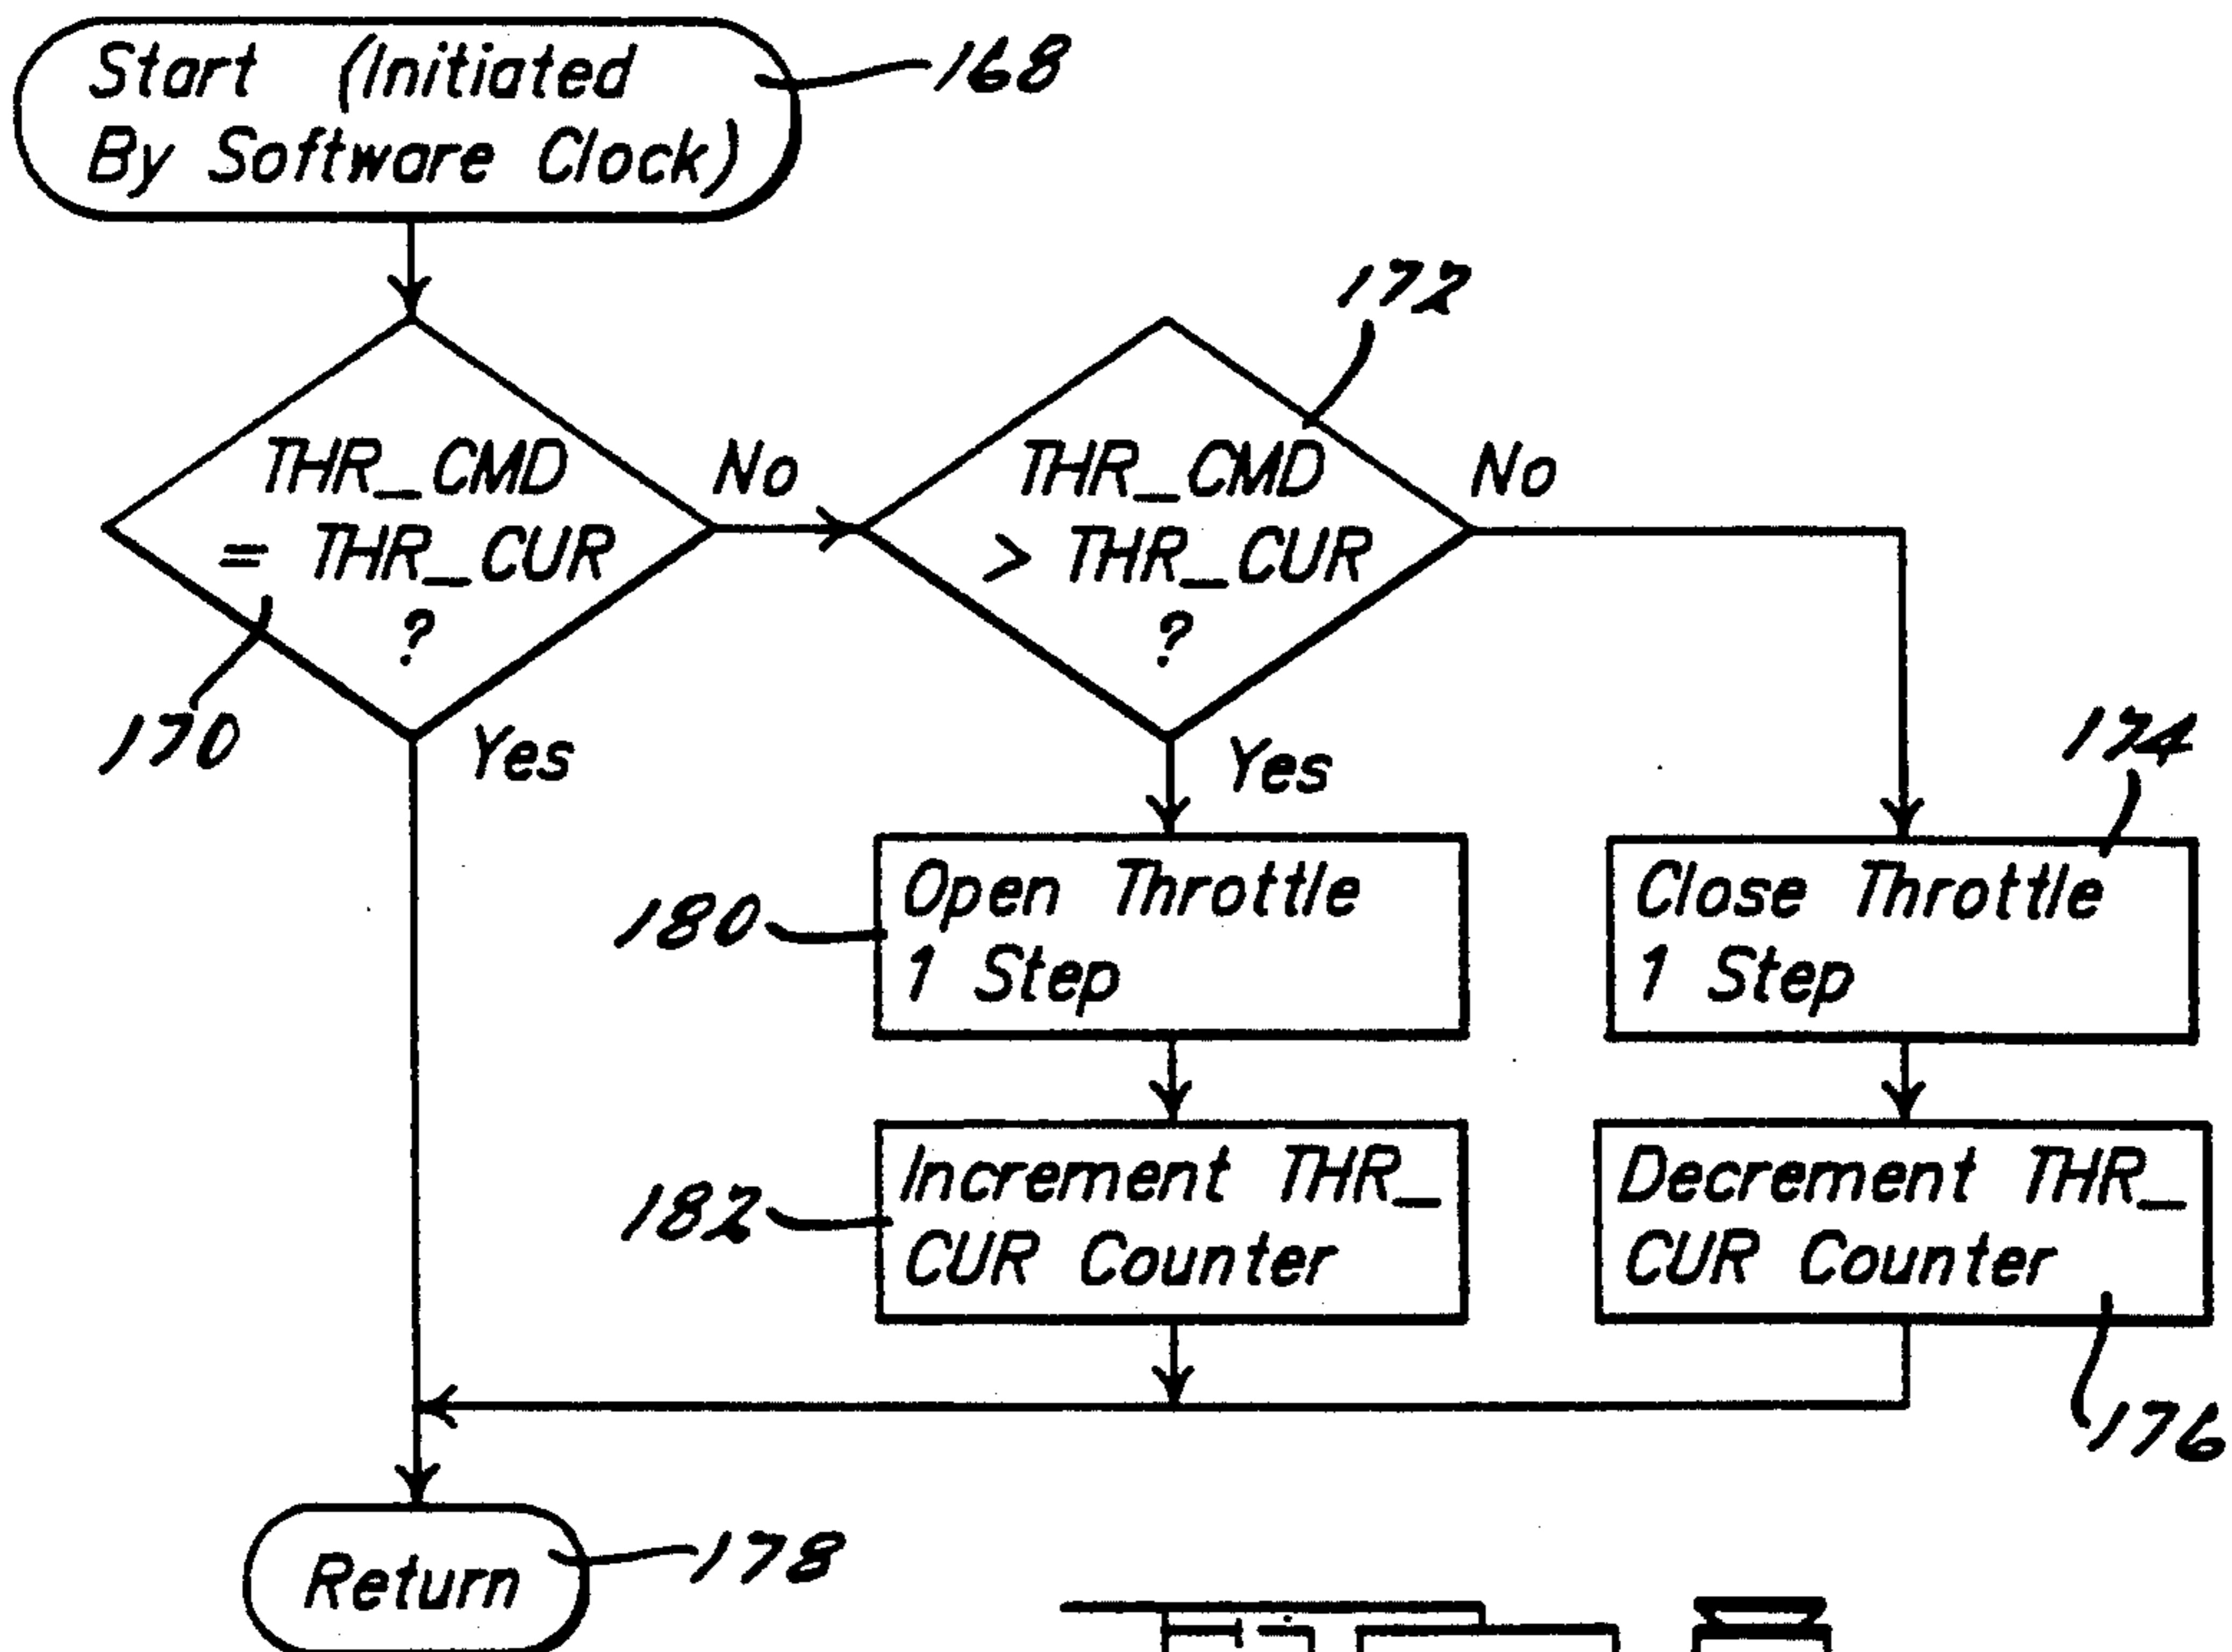 Start (Initiated
By Software Clock)
168
172
THR_CMD
= THR_CUR
?
No
THR_CMD
> THR_CUR
?
No
170
Yes
Yes
174
180
Open Throttle
1 Step
Close Throttle
1 Step
182
Increment THR_
CUR Counter
Decrement THR_
CUR Counter
176
Return
178